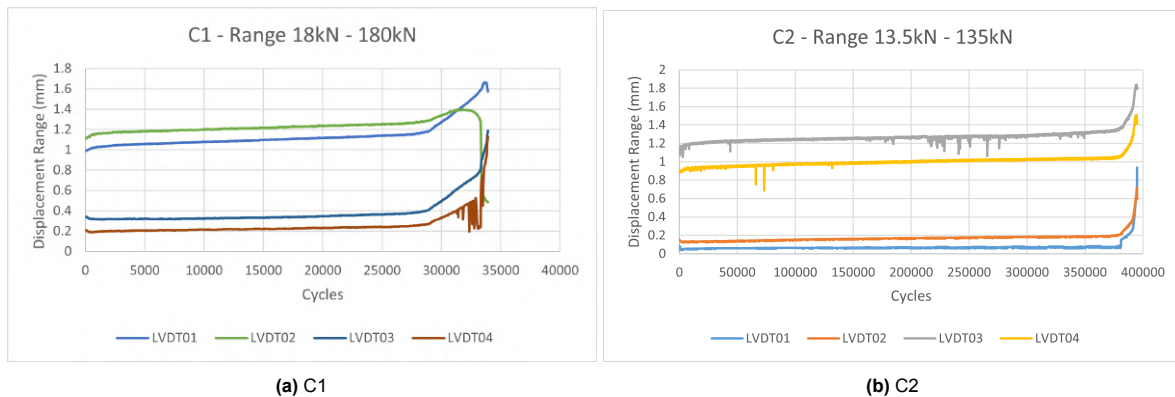 C1 - Range 18kN - 180kN
Displacement Range (mm)
1.8
1.6
1.4
1.2
1
0.8
0.6
0.4
0.2
0
0 5000 10000 15000 20000 25000 30000 35000 40000
Cycles
LVDT01 LVDT02 LVDT03 LVDT04
(a) C1
C2 - Range 13.5kN - 135kN
Displacement Range (mm)
2
1.8
1.6
1.4
1.2
1
0.8
0.6
0.4
0.2
0
0 50000 100000 150000 200000 250000 300000 350000 400000
Cycles
LVDT01 LVDT02 LVDT03 LVDT04
(b) C2